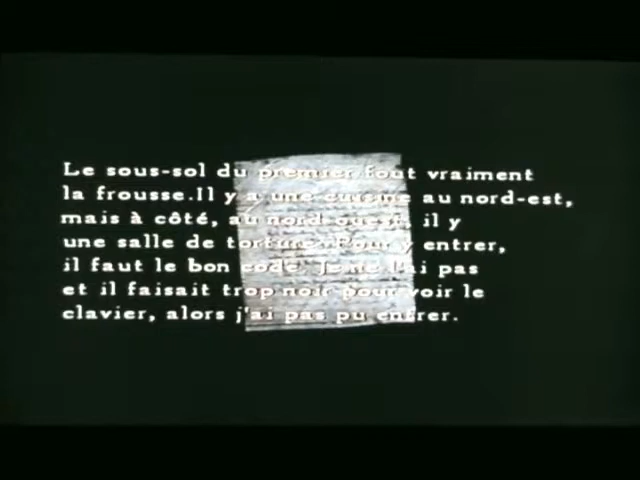 Le sous-sol du premier fout vraiment
la frousse.Il y a une cuisine au nord-est,
mais à côté, au nord-ouest, il y
une salle de torture. Pour y entrer,
il faut le bon code. Je ne l'ai pas
et il faisait trop noir pour voir le
clavier, alors j'ai pas pu entrer.